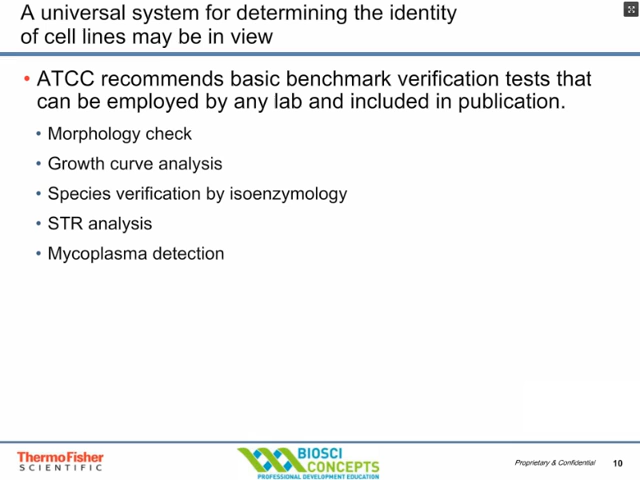 A universal system for determining the identity
of cell lines may be in view
• ATCC recommends basic benchmark verification tests that
can be employed by any lab and included in publication.
• Morphology check
• Growth curve analysis
• Species verification by isoenzymology
• STR analysis
• Mycoplasma detection
ThermoFisher
SCIENTIFIC
BIOSCI
CONCEPTS
PROFESSIONAL DEVELOPMENT EDUCATION
Proprietary & Confidential
10